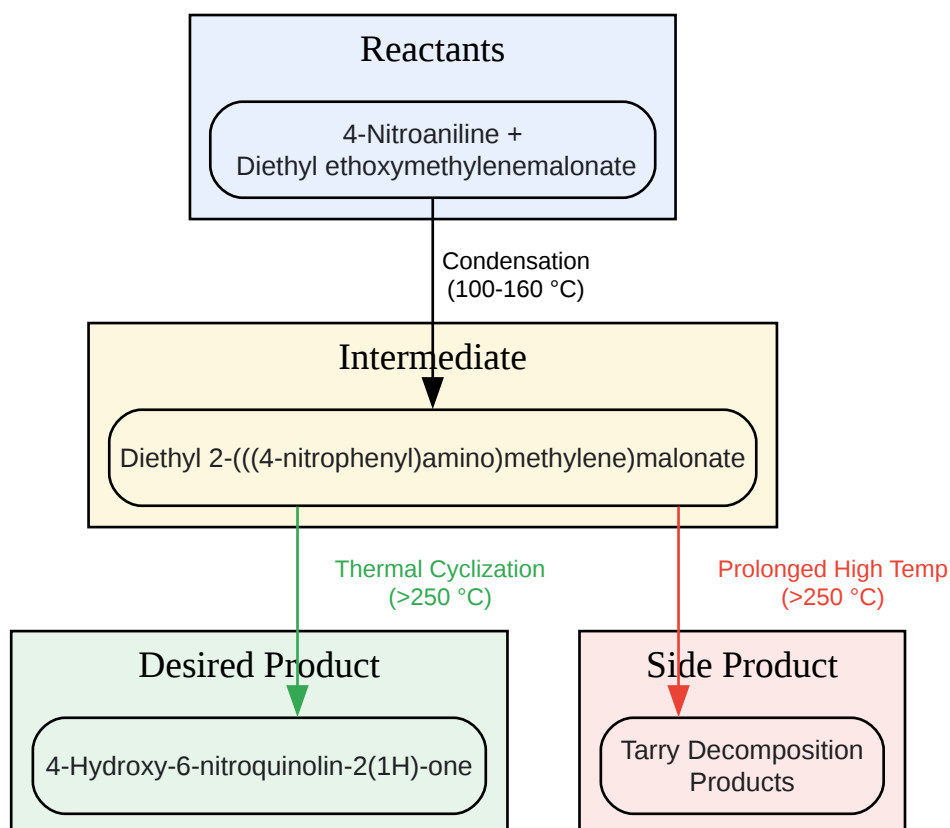 Reactants
4-Nitroaniline +
Diethyl ethoxymethylenemalonate
Condensation
(100-160 °C)
Intermediate
Diethyl 2-(((4-nitrophenyl)amino)methylene)malonate
Thermal Cyclization
(>250 °C)
Prolonged High Temp
(>250 °C)
Desired Product
4-Hydroxy-6-nitroquinolin-2(1H)-one
Side Product
Tarry Decomposition
Products